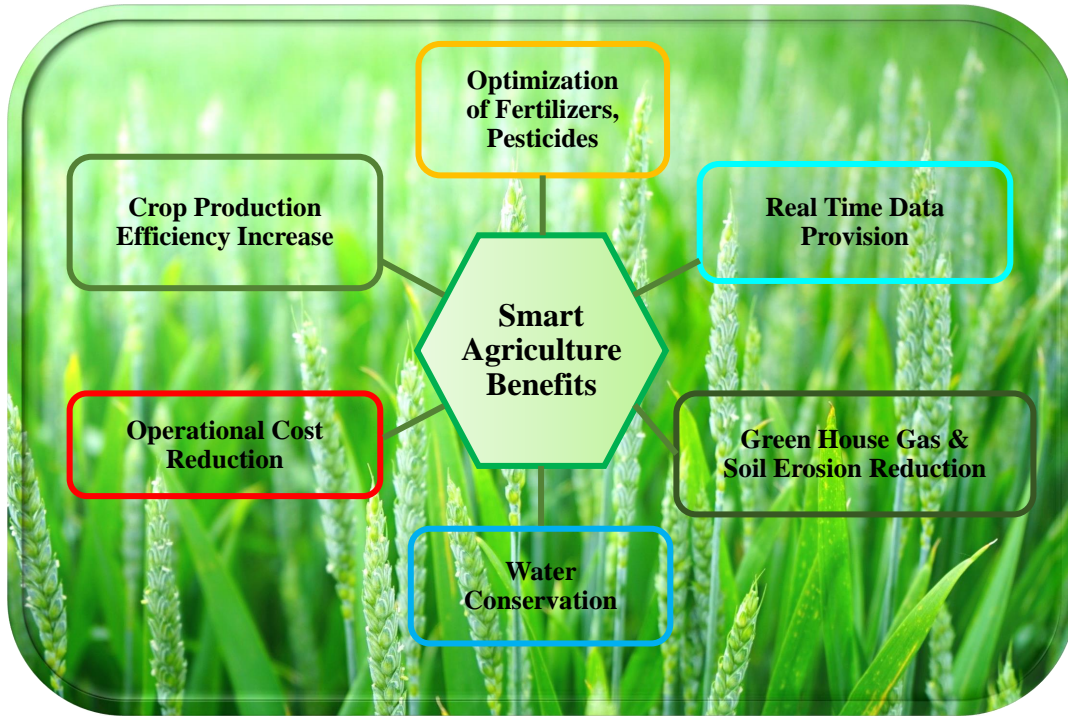 Optimization
of Fertilizers,
Pesticides
Crop Production
Efficiency Increase
Real Time Data
Provision
Smart
Agriculture
Benefits
Operational Cost
Reduction
Green House Gas &
Soil Erosion Reduction
Water
Conservation